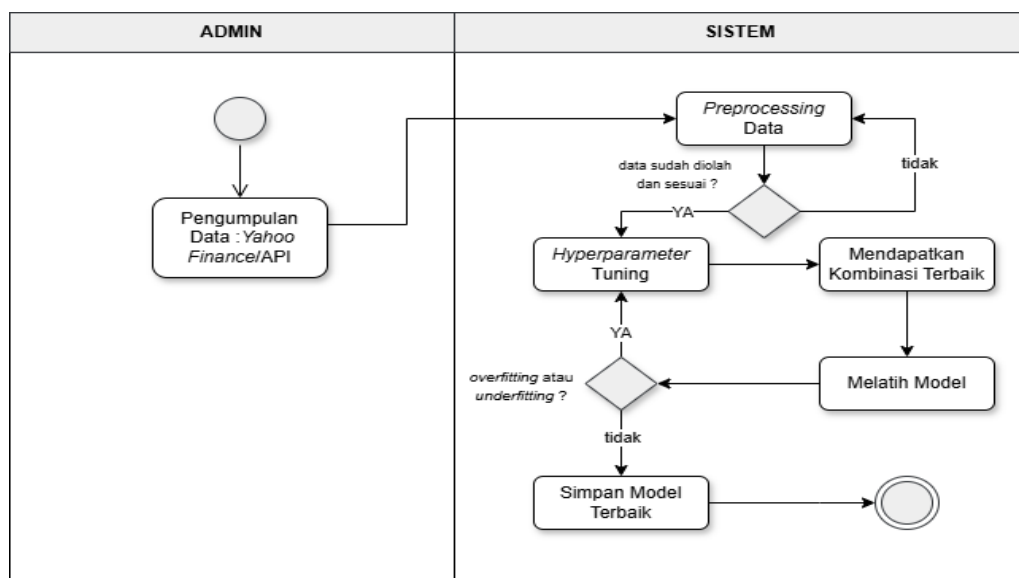 ADMIN
SISTEM
Preprocessing
Data
tidak
data sudah diolah
dan sesuai ?
YA
Pengumpulan
Data : Yahoo
Finance/API
Hyperparameter
Tuning
Mendapatkan
Kombinasi Terbaik
YA
overfitting atau
underfitting ?
Melatih Model
tidak
Simpan Model
Terbaik